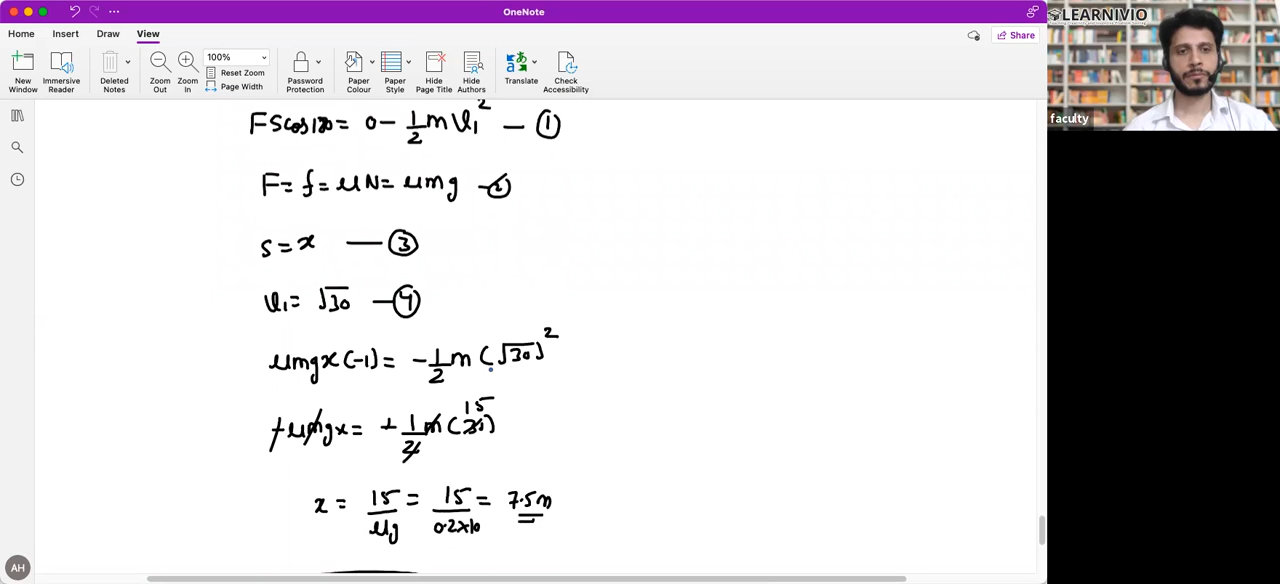 OneNote
LEARNIVIO
Home Insert Draw View
Share
100%
Reset Zoom
Page Width
New Window
Immersive Reader
Deleted Notes
Zoom Out
Zoom In
Password Protection
Paper Colour
Paper Style
Hide Page Title
Hide Authors
Translate
Check Accessibility
faculty
FScos180 = 0 - 1/2 m v₁² — ①
F = f = μN = μmg — ②
s = x — ③
v₁ = √30 — ④
μmgx(-1) = -1/2 m (√30)²
+μmgx = +1/2 m (30) 15
x = 15/μg = 15/0.2×10 = 7.5m
AH